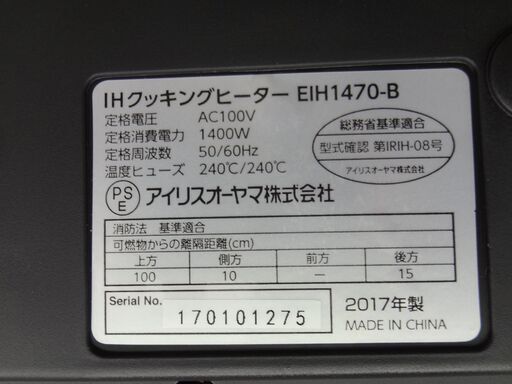 IHクッキングヒーター EIH1470-B
定格電圧 AC100V
定格消費電力 1400W
定格周波数 50/60Hz
温度ヒューズ 240℃/240℃
総務省基準適合
型式確認 第IRIH-08号
アイリスオーヤマ株式会社
PS
E
アイリスオーヤマ株式会社
消防法 基準適合
可燃物からの離隔距離(cm)
上方 側方 前方 後方
100 10 — 15
Serial No. 170101275
2017年製
MADE IN CHINA